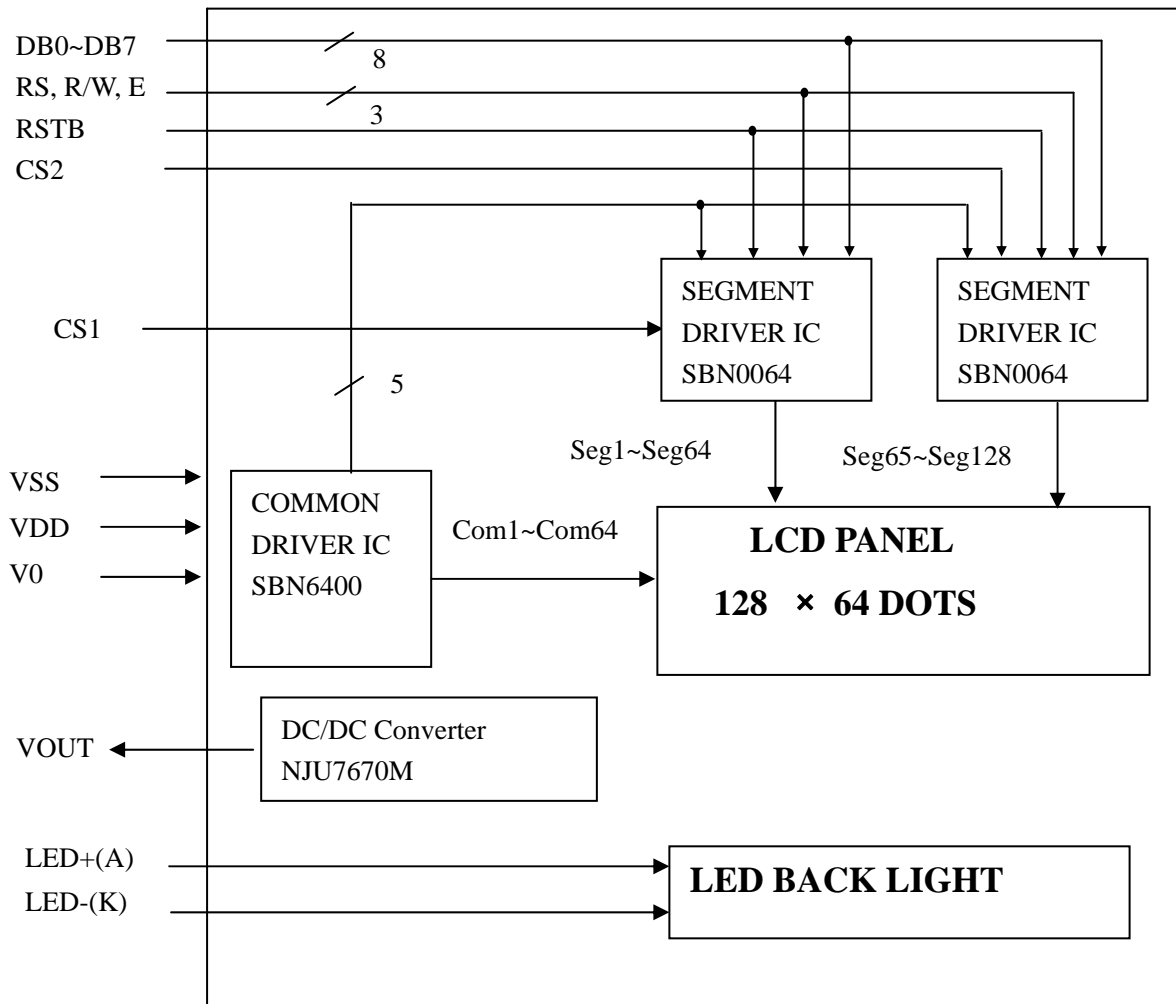 DB0~DB7
8
RS, R/W, E
3
RSTB
CS2
SEGMENT
DRIVER IC
SBN0064
SEGMENT
DRIVER IC
SBN0064
CS1
5
Seg1~Seg64
Seg65~Seg128
VSS
VDD
V0
COMMON
DRIVER IC
SBN6400
Com1~Com64
LCD PANEL
128 × 64 DOTS
VOUT
DC/DC Converter
NJU7670M
LED+(A)
LED-(K)
LED BACK LIGHT